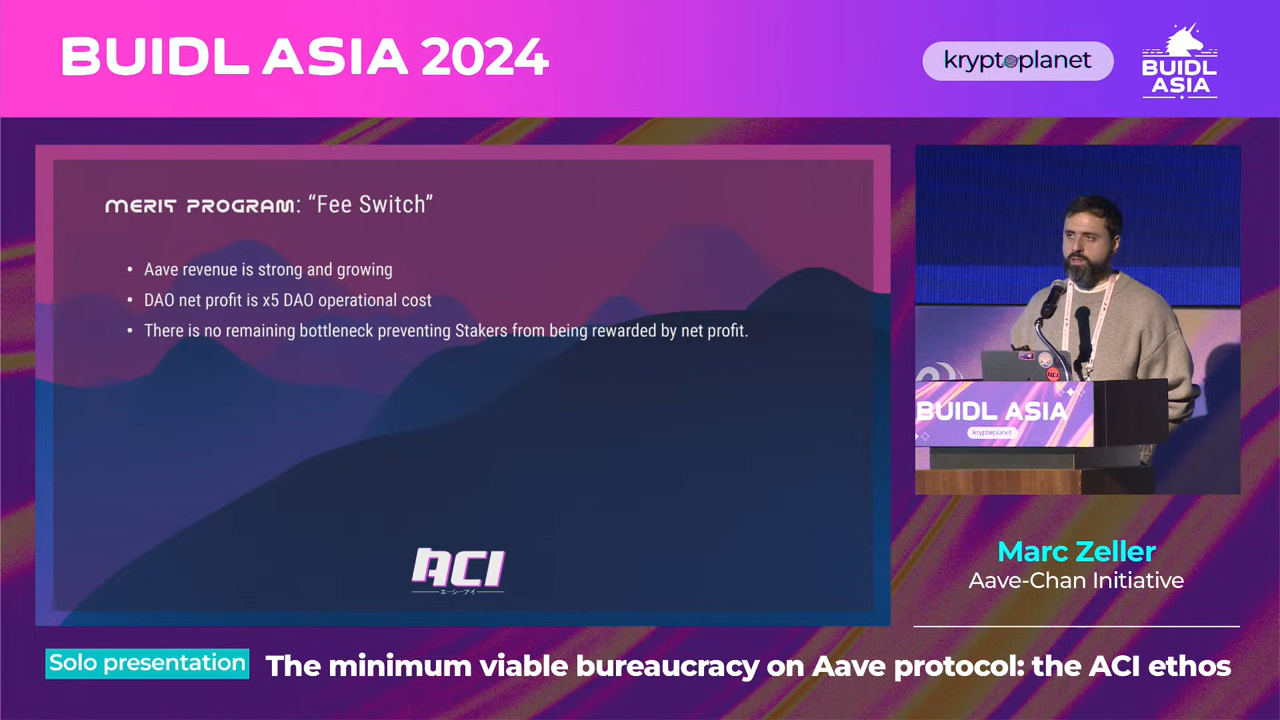 BUIDL ASIA 2024
kryptoplanet
BUIDL
ASIA
MERIT PROGRAM: “Fee Switch”
• Aave revenue is strong and growing
• DAO net profit is x5 DAO operational cost
• There is no remaining bottleneck preventing Stakers from being rewarded by net profit.
ACI
エーシーアイ
ACI
BUIDL ASIA
kryptoplanet
Marc Zeller
Aave-Chan Initiative
Solo presentation
The minimum viable bureaucracy on Aave protocol: the ACI ethos